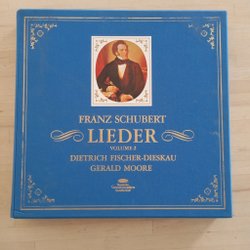 FRANZ SCHUBERT
LIEDER
VOLUME 2
DIETRICH FISCHER-DIESKAU
GERALD MOORE